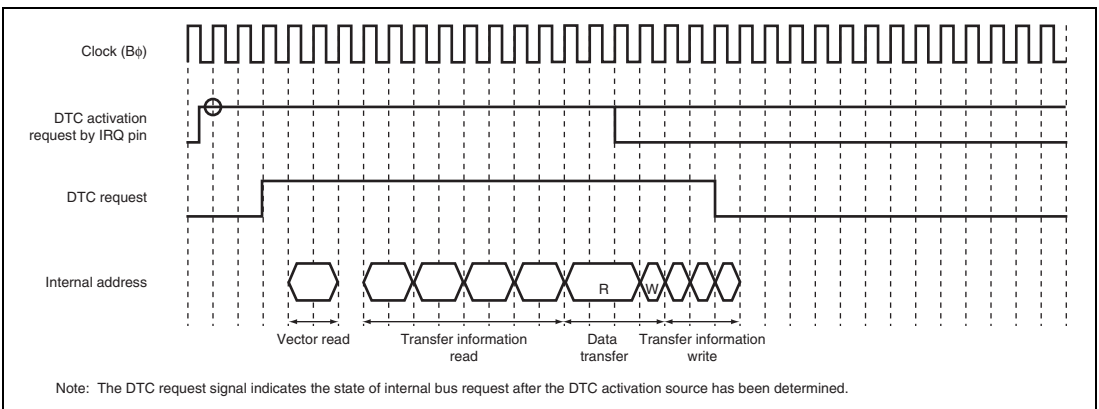 Clock (Bφ)
DTC activation
request by IRQ pin
DTC request
Internal address
R
W
Vector read
Transfer information
read
Data
transfer
Transfer information
write
Note: The DTC request signal indicates the state of internal bus request after the DTC activation source has been determined.